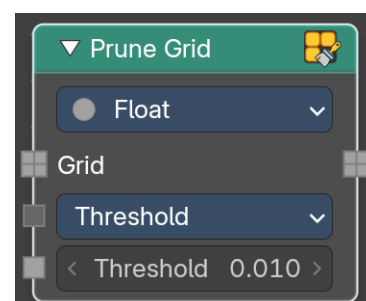 Prune Grid
Float
Grid
Threshold
Threshold 0.010